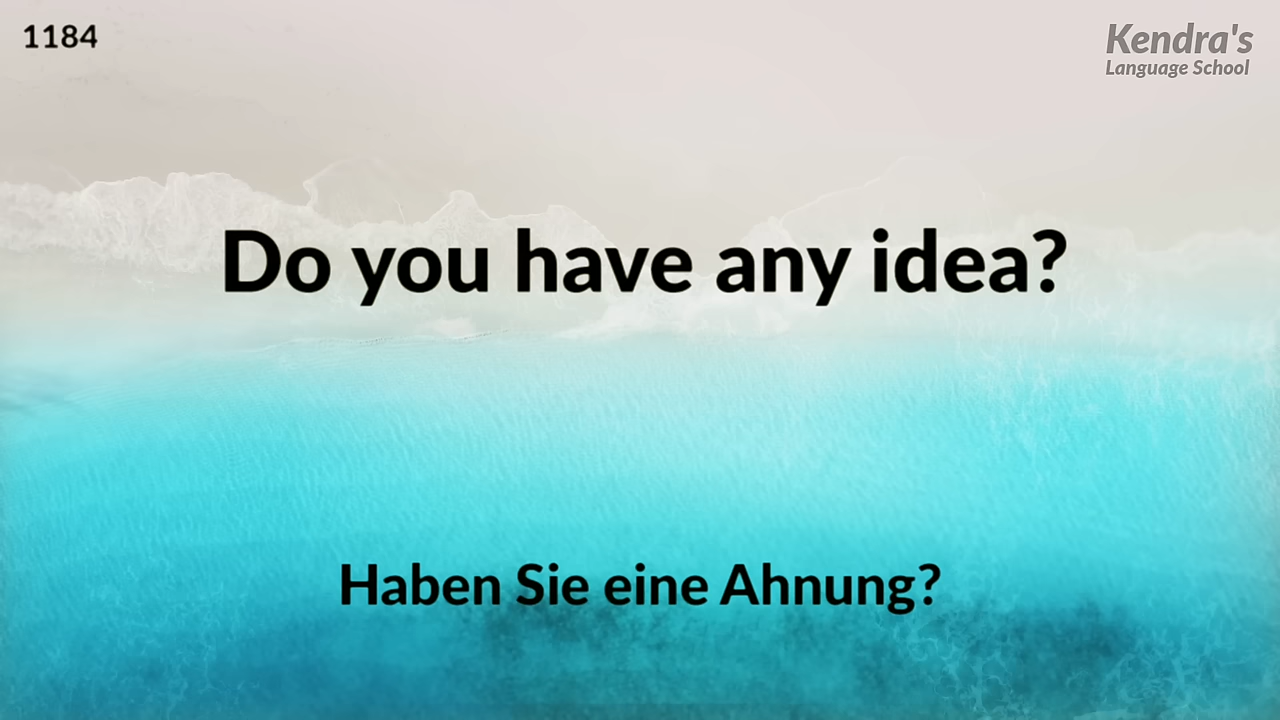 1184
Kendra's
Language School
Do you have any idea?
Haben Sie eine Ahnung?